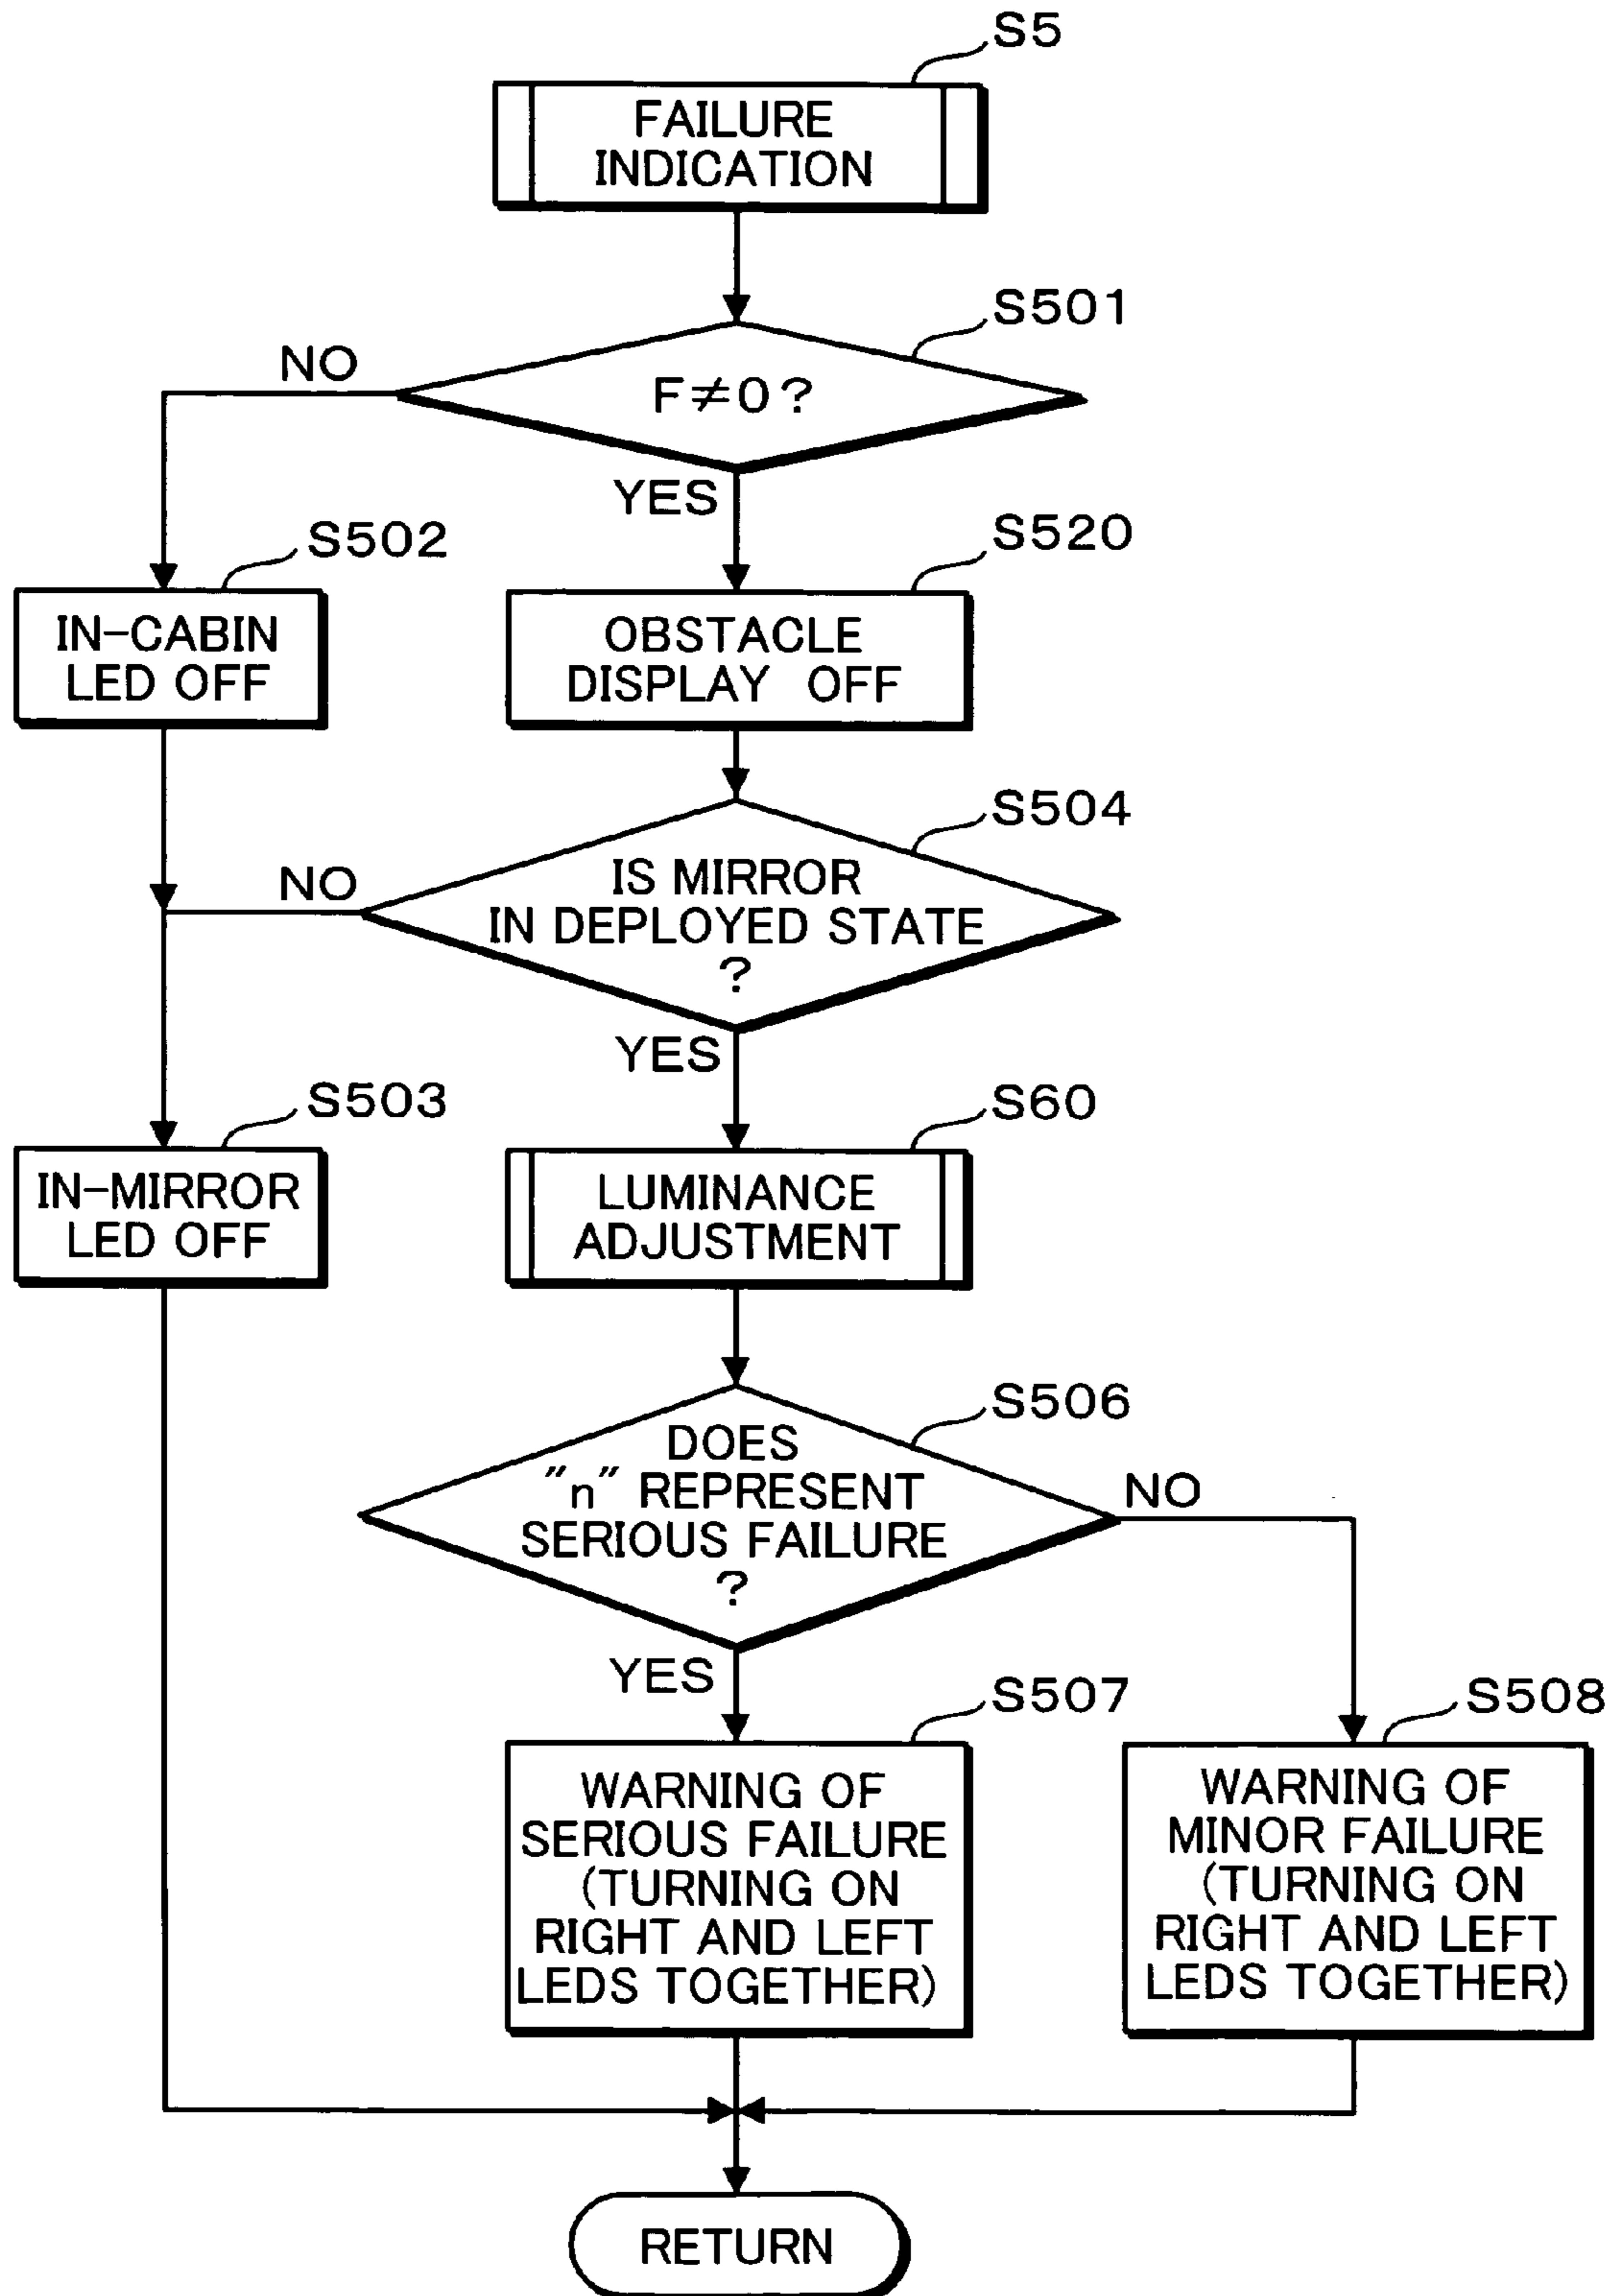 S5
FAILURE
INDICATION
S501
NO
F≠0?
YES
S502
S520
IN-CABIN
LED OFF
OBSTACLE
DISPLAY OFF
S504
NO
IS MIRROR
IN DEPLOYED STATE
?
YES
S503
S60
IN-MIRROR
LED OFF
LUMINANCE
ADJUSTMENT
S506
DOES
"n" REPRESENT
SERIOUS FAILURE
?
NO
YES
S507
S508
WARNING OF
SERIOUS FAILURE
(TURNING ON
RIGHT AND LEFT
LEDS TOGETHER)
WARNING OF
MINOR FAILURE
(TURNING ON
RIGHT AND LEFT
LEDS TOGETHER)
RETURN